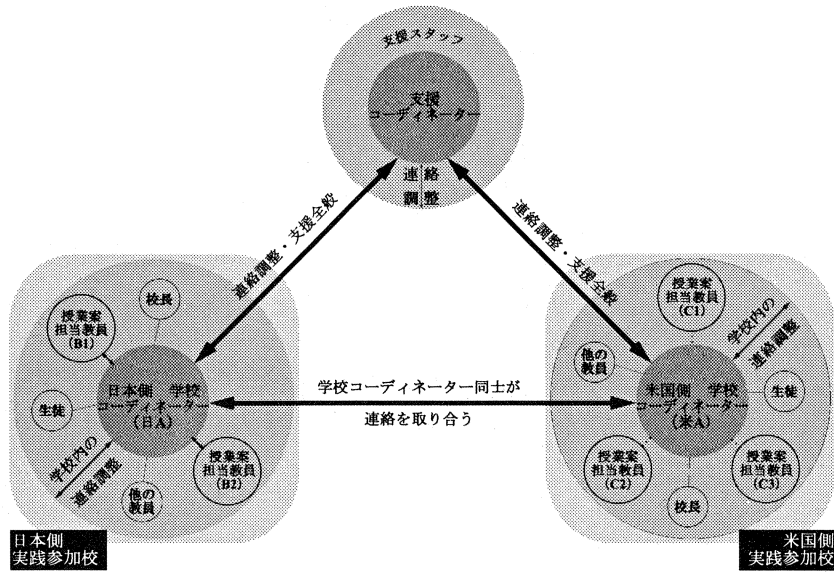 支援スタッフ
支援
コーディネーター
連絡
調整
連絡調整・支援全般
連絡調整・支援全般
校長
授業案
担当教員
(B1)
生徒
日本側 学校
コーディネーター
(日A)
学校内の
連絡調整
授業案
担当教員
(B2)
他の
教員
学校コーディネーター同士が
連絡を取り合う
授業案
担当教員
(C1)
学校内の
連絡調整
他の
教員
米国側 学校
コーディネーター
(米A)
生徒
授業案
担当教員
(C2)
授業案
担当教員
(C3)
校長
日本側
実践参加校
米国側
実践参加校